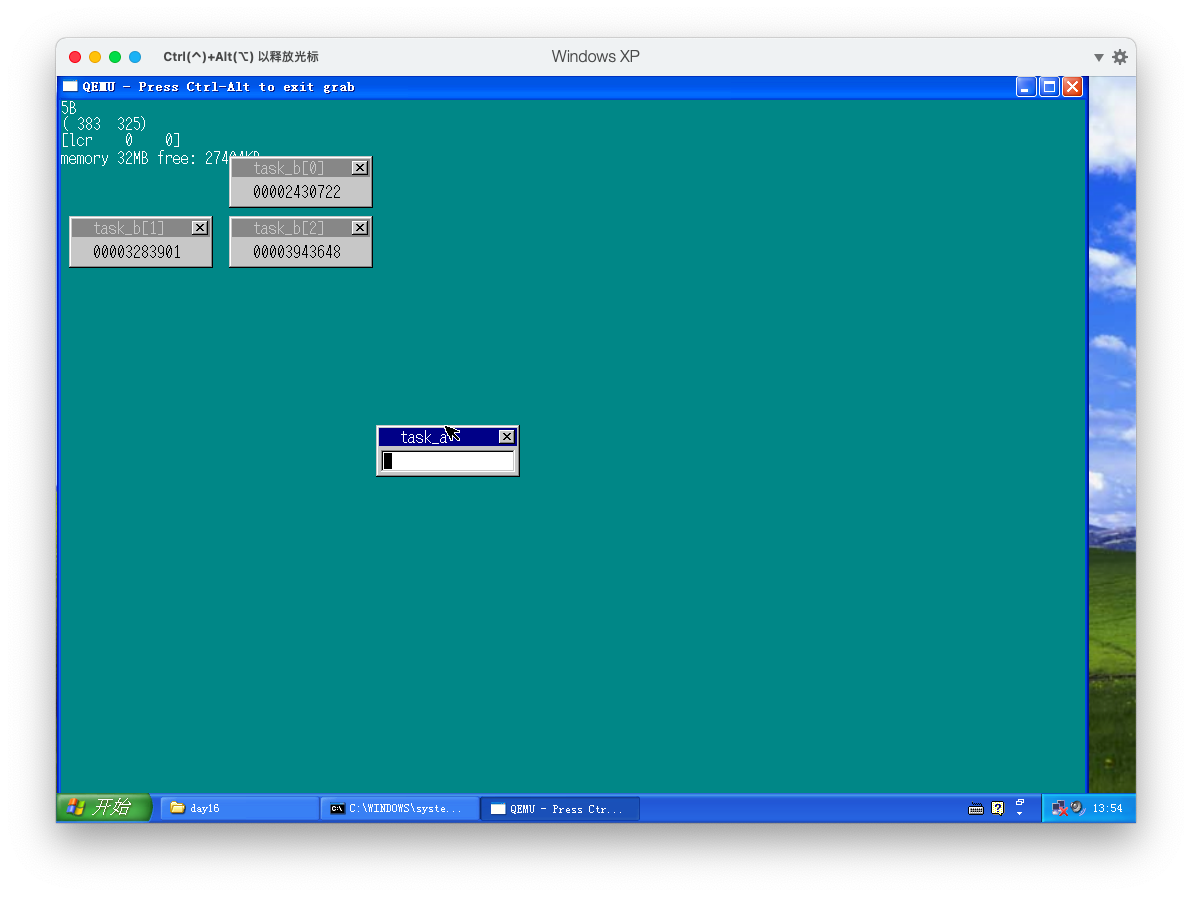 Ctrl(^)+Alt(⌥) 以释放光标
Windows XP
QEMU - Press Ctrl-Alt to exit grab
5B
( 383 325)
[lcr 0 0]
memory 32MB free: 27404KB
task_b[0]
00002430722
task_b[1]
00003283901
task_b[2]
00003943648
task_a
开始
day16
C:\WINDOWS\syste...
QEMU - Press Ctr...
13:54